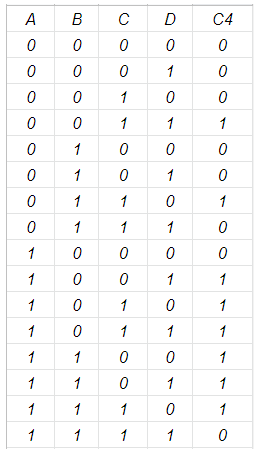 A B C D C4
0 0 0 0 0
0 0 0 1 0
0 0 1 0 0
0 0 1 1 1
0 1 0 0 0
0 1 0 1 0
0 1 1 0 1
0 1 1 1 0
1 0 0 0 0
1 0 0 1 1
1 0 1 0 1
1 0 1 1 1
1 1 0 0 1
1 1 0 1 1
1 1 1 0 1
1 1 1 1 0